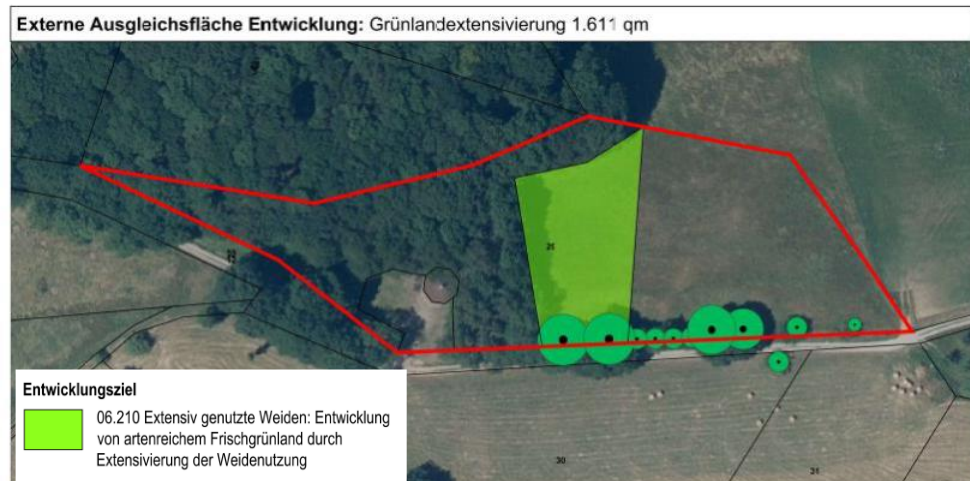 Externe Ausgleichsfläche Entwicklung: Grünlandextensivierung 1.611 qm
21
30
31
Entwicklungsziel
06.210 Extensiv genutzte Weiden: Entwicklung
von artenreichem Frischgrünland durch
Extensivierung der Weidenutzung